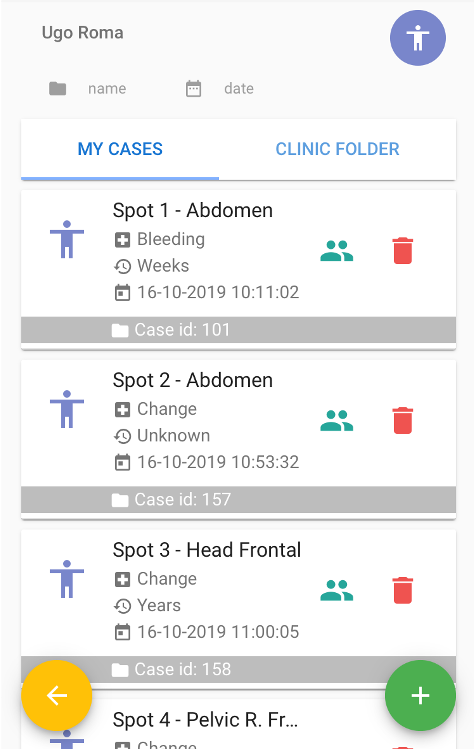 Ugo Roma
name date
MY CASES CLINIC FOLDER
Spot 1 - Abdomen
Bleeding
Weeks
16-10-2019 10:11:02
Case id: 101
Spot 2 - Abdomen
Change
Unknown
16-10-2019 10:53:32
Case id: 157
Spot 3 - Head Frontal
Change
Years
16-10-2019 11:00:05
Case id: 158
Spot 4 - Pelvic R. Fr...
Change